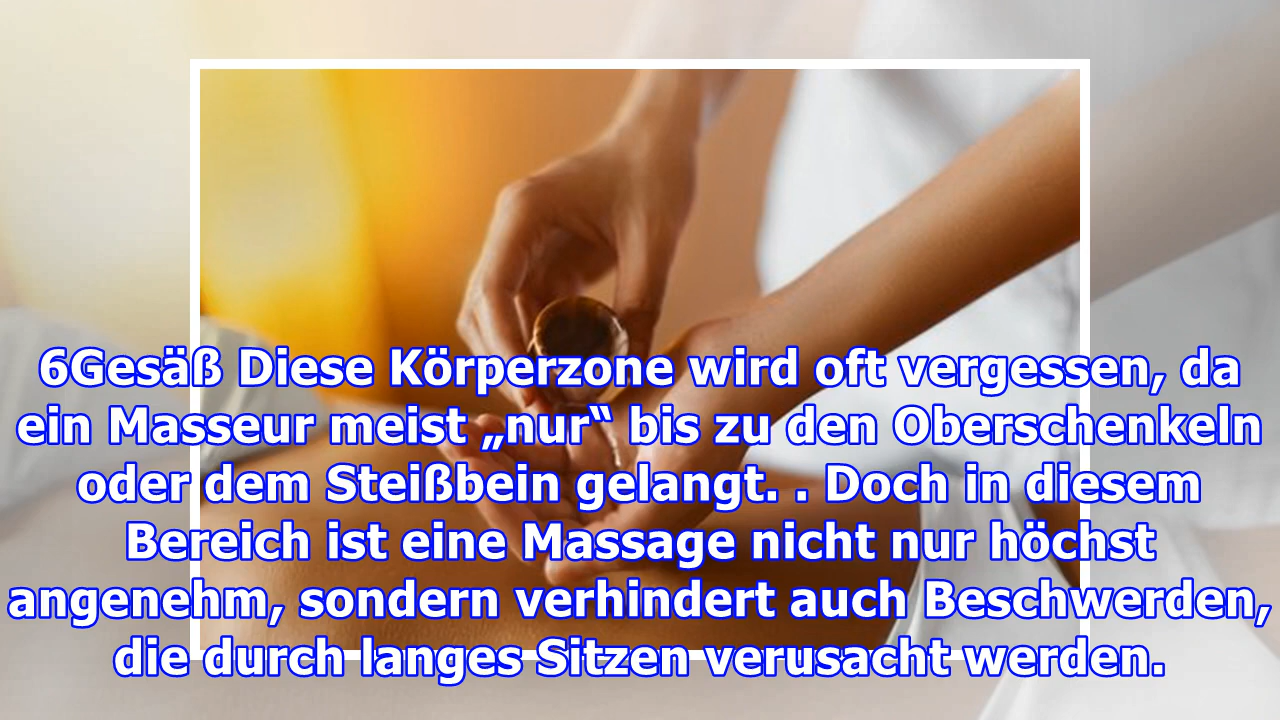 6Gesäß Diese Körperzone wird oft vergessen, da
ein Masseur meist „nur“ bis zu den Oberschenkeln
oder dem Steißbein gelangt. . Doch in diesem
Bereich ist eine Massage nicht nur höchst
angenehm, sondern verhindert auch Beschwerden,
die durch langes Sitzen verusacht werden.